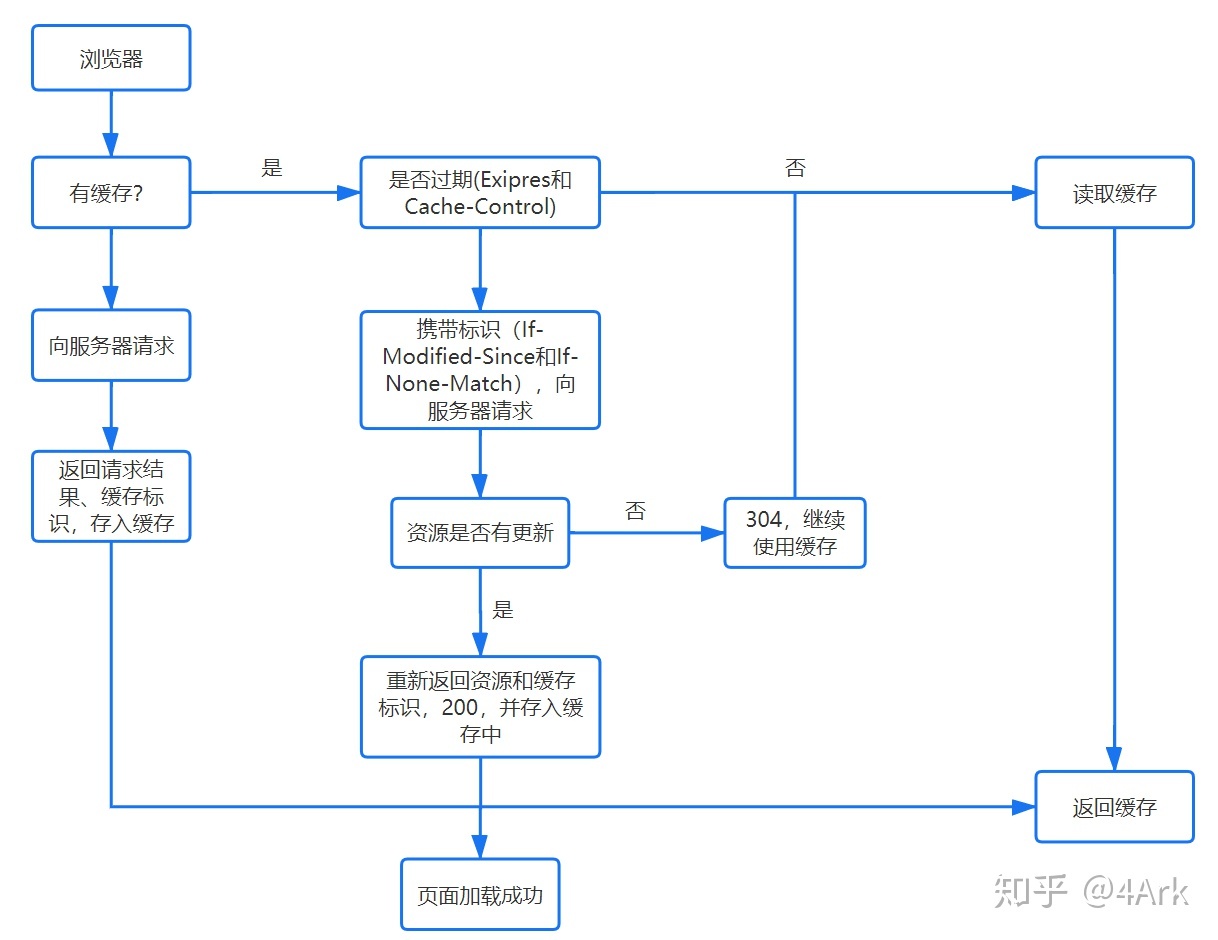 浏览器
有缓存?
是
是否过期(Exipres和
Cache-Control)
否
读取缓存
向服务器请求
携带标识（If-
Modified-Since和If-
None-Match），向
服务器请求
返回请求结
果、缓存标
识，存入缓存
资源是否有更新
否
304，继续
使用缓存
是
重新返回资源和缓存
标识，200，并存入缓
存中
返回缓存
页面加载成功
知乎 @4Ark